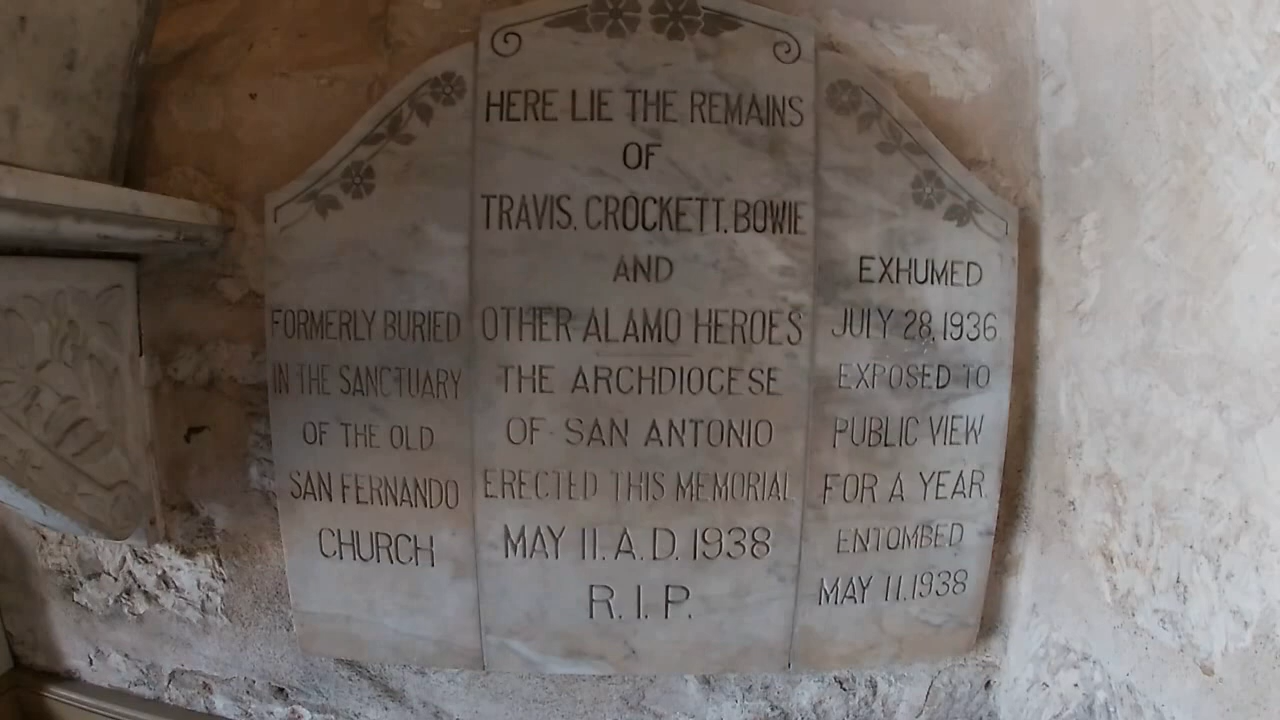 HERE LIE THE REMAINS
OF
TRAVIS, CROCKETT, BOWIE
AND
OTHER ALAMO HEROES
THE ARCHDIOCESE
OF SAN ANTONIO
ERECTED THIS MEMORIAL
MAY 11. A. D. 1938
R. I. P.
FORMERLY BURIED
IN THE SANCTUARY
OF THE OLD
SAN FERNANDO
CHURCH
EXHUMED
JULY 28, 1936
EXPOSED TO
PUBLIC VIEW
FOR A YEAR
ENTOMBED
MAY 11, 1938